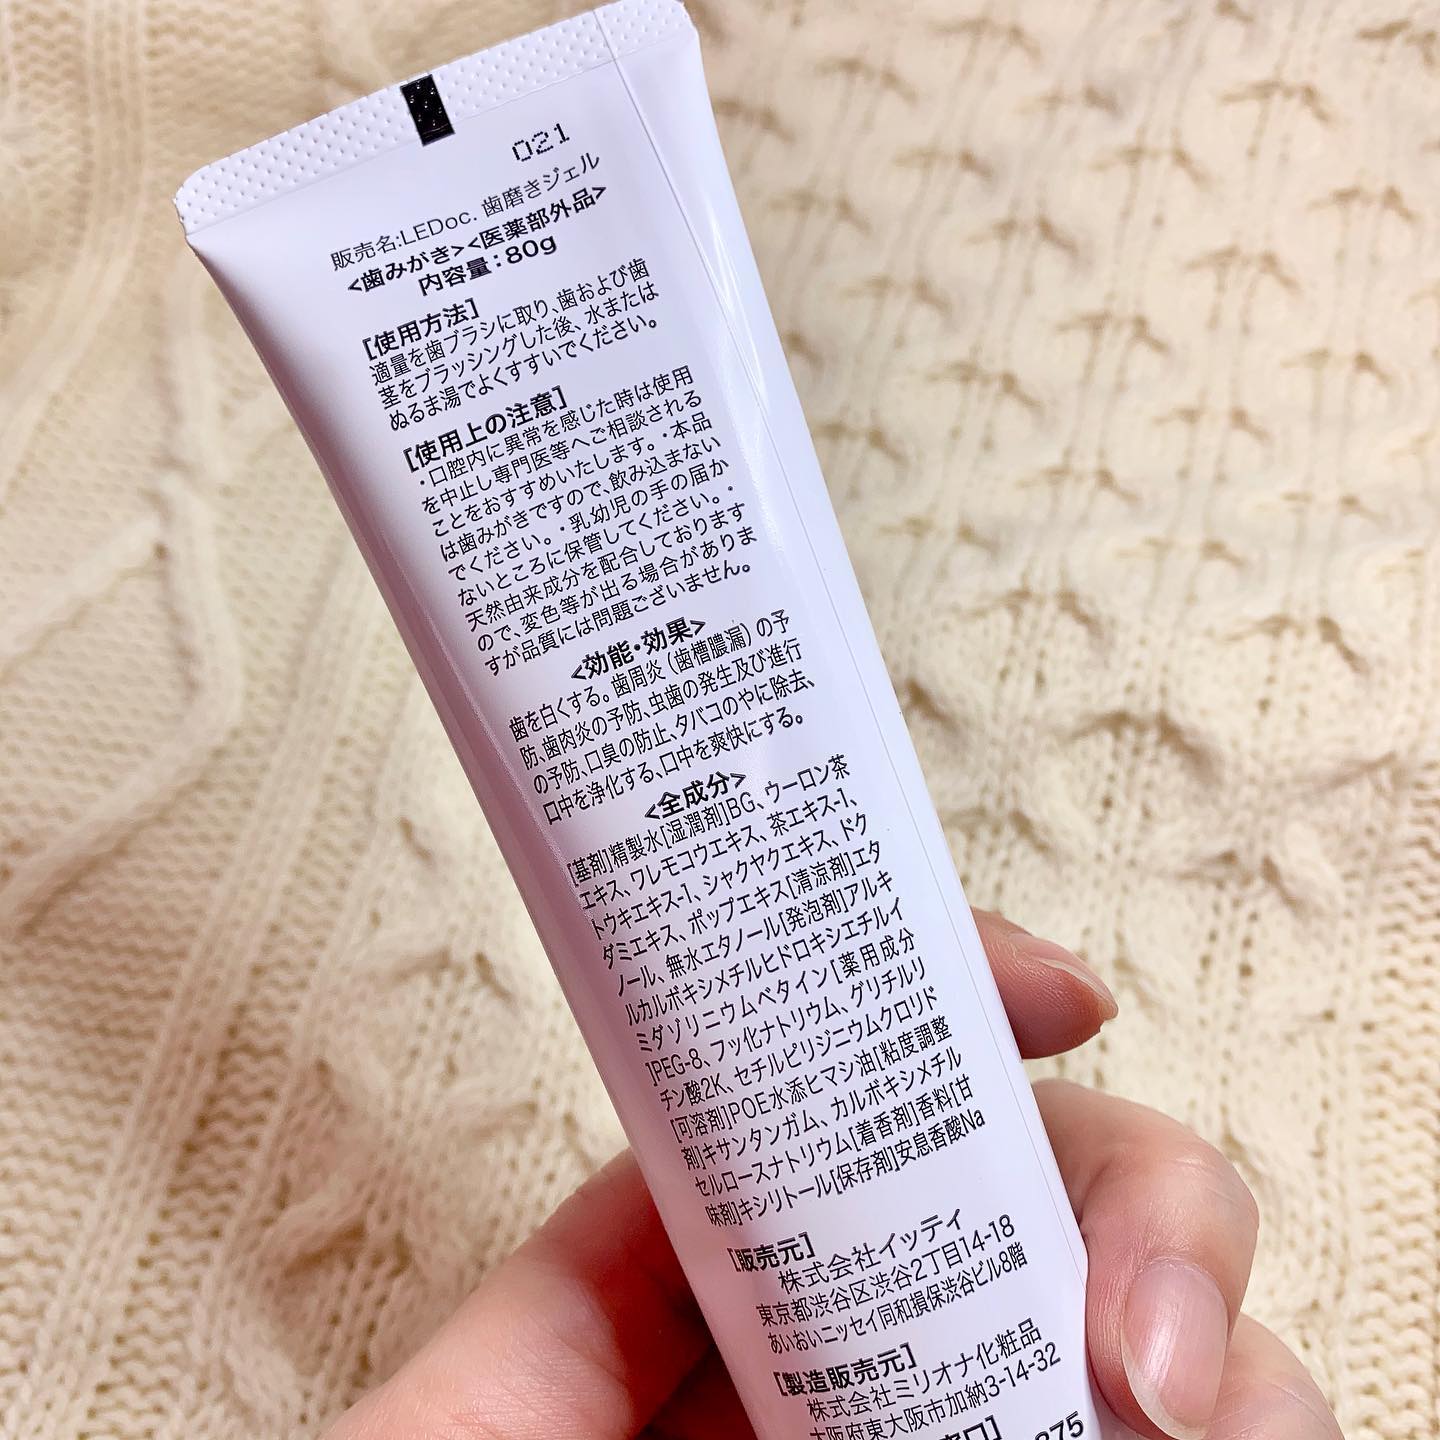 021
販売名:LEDoc. 歯磨きジェル
<歯みがき><医薬部外品>
内容量：80g
[使用方法]
適量を歯ブラシに取り、歯および歯
茎をブラッシングした後、水または
ぬるま湯でよくすすいでください。
[使用上の注意]
・口腔内に異常を感じた時は使用
を中止し専門医等へご相談される
ことをおすすめいたします。・本品
は歯みがきですので、飲み込まない
でください。・乳幼児の手の届か
ないところに保管してください。・
天然由来成分を配合しております
ので、変色等が出る場合がありま
すが品質には問題ございません。
<効能・効果>
歯を白くする。歯周炎（歯槽膿漏）の予
防、歯肉炎の予防、虫歯の発生及び進行
の予防、口臭の防止、タバコのやに除去、
口中を浄化する、口中を爽快にする。
<全成分>
[基剤]精製水[湿潤剤]BG、ウーロン茶
エキス、ワレモコウエキス、茶エキス-1、
トウキエキス-1、シャクヤクエキス、ドク
ダミエキス、ポップエキス[清涼剤]エタ
ノール、無水エタノール[発泡剤]アルキ
ルカルボキシメチルヒドロキシエチルイ
ミダゾリニウムベタイン[薬用成分
]PEG-8、フッ化ナトリウム、グリチルリ
チン酸2K、セチルピリジニウムクロリド
[可溶剤]POE水添ヒマシ油[粘度調整
剤]キサンタンガム、カルボキシメチル
セルロースナトリウム[着香剤]香料[甘
味剤]キシリトール[保存剤]安息香酸Na
[販売元]
株式会社イッティ
東京都渋谷区渋谷2丁目14-18
あいおいニッセイ同和損保渋谷ビル8階
[製造販売元]
株式会社ミリオナ化粧品
大阪府東大阪市加納3-14-32